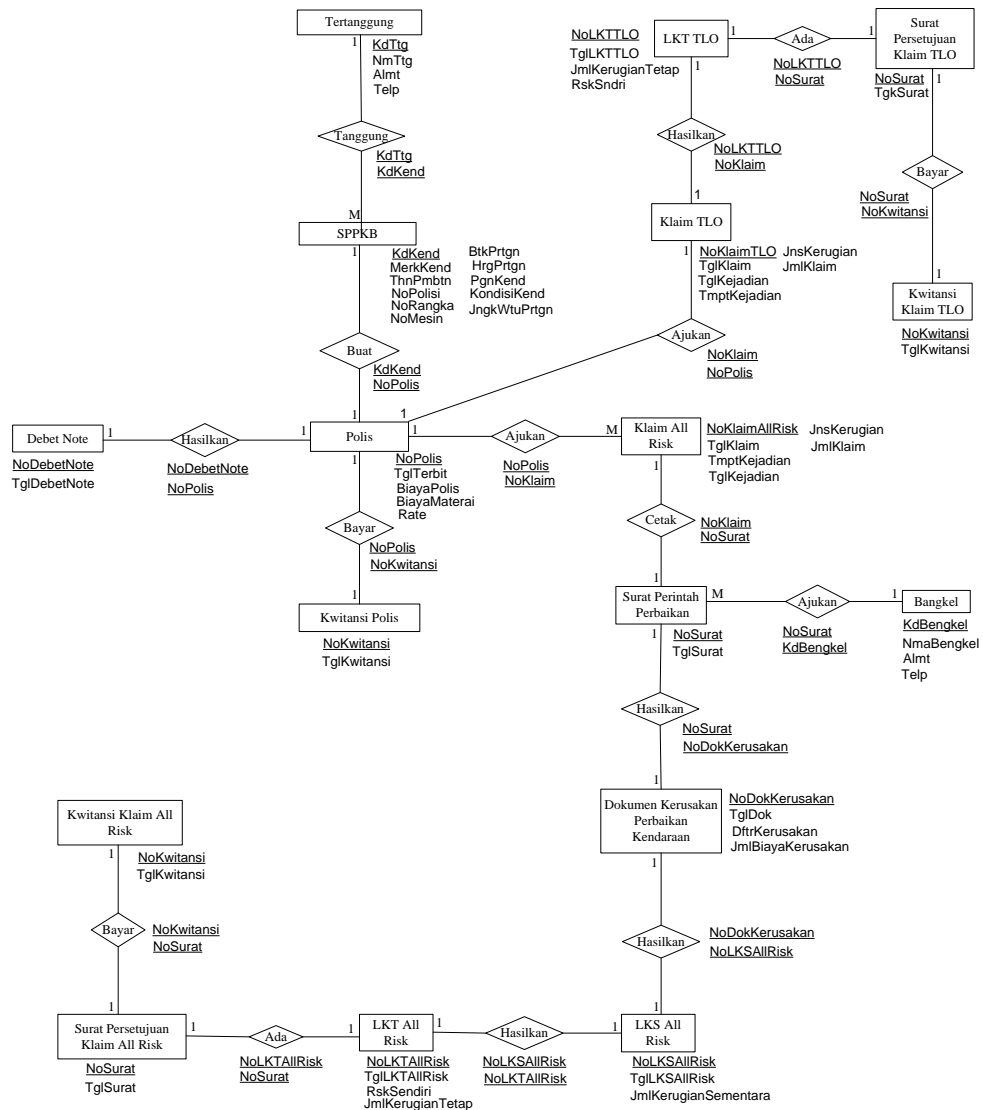 Tertanggung
1
KdTtg
NmTtg
Almt
Telp
Tanggung
KdTtg
KdKend
M
SPPKB
1
KdKend
MerkKend
ThnPmbtn
NoPolisi
NoRangka
NoMesin
BtkPrtgn
HrgPrtgn
PgnKend
KondisiKend
JngkWtuPrtgn
Buat
KdKend
NoPolis
1
1
NoLKTTLO
TglLKTTLO
JmlKerugianTetap
RskSndri
LKT TLO
1
1
Ada
NoLKTTLO
NoSurat
1
Surat
Persetujuan
Klaim TLO
NoSurat
TgkSurat
1
Hasilkan
NoLKTTLO
NoKlaim
1
Klaim TLO
1
NoKlaimTLO
TglKlaim
TglKejadian
TmptKejadian
JnsKerugian
JmlKlaim
Bayar
NoSurat
NoKwitansi
1
Kwitansi
Klaim TLO
NoKwitansi
TglKwitansi
Ajukan
NoKlaim
NoPolis
Debet Note
1
NoDebetNote
TglDebetNote
Hasilkan
NoDebetNote
NoPolis
1
Polis
1
1
NoPolis
TglTerbit
BiayaPolis
BiayaMaterai
Rate
Ajukan
NoPolis
NoKlaim
M
Klaim All
Risk
1
NoKlaimAllRisk
TglKlaim
TmptKejadian
TglKejadian
JnsKerugian
JmlKlaim
Bayar
NoPolis
NoKwitansi
1
Kwitansi Polis
NoKwitansi
TglKwitansi
Cetak
NoKlaim
NoSurat
1
Surat Perintah
Perbaikan
M
1
NoSurat
TglSurat
Ajukan
NoSurat
KdBengkel
1
Bangkel
KdBengkel
NmaBengkel
Almt
Telp
Hasilkan
NoSurat
NoDokKerusakan
1
Dokumen Kerusakan
Perbaikan
Kendaraan
1
NoDokKerusakan
TglDok
DftrKerusakan
JmlBiayaKerusakan
Kwitansi Klaim All
Risk
1
NoKwitansi
TglKwitansi
Bayar
NoKwitansi
NoSurat
1
Hasilkan
NoDokKerusakan
NoLKSAllRisk
1
Surat Persetujuan
Klaim All Risk
1
NoSurat
TglSurat
Ada
NoLKTAllRisk
NoSurat
1
LKT All
Risk
1
NoLKTAllRisk
TglLKTAllRisk
RskSendiri
JmlKerugianTetap
Hasilkan
NoLKSAllRisk
NoLKTAllRisk
1
LKS All
Risk
NoLKSAllRisk
TglLKSAllRisk
JmlKerugianSementara